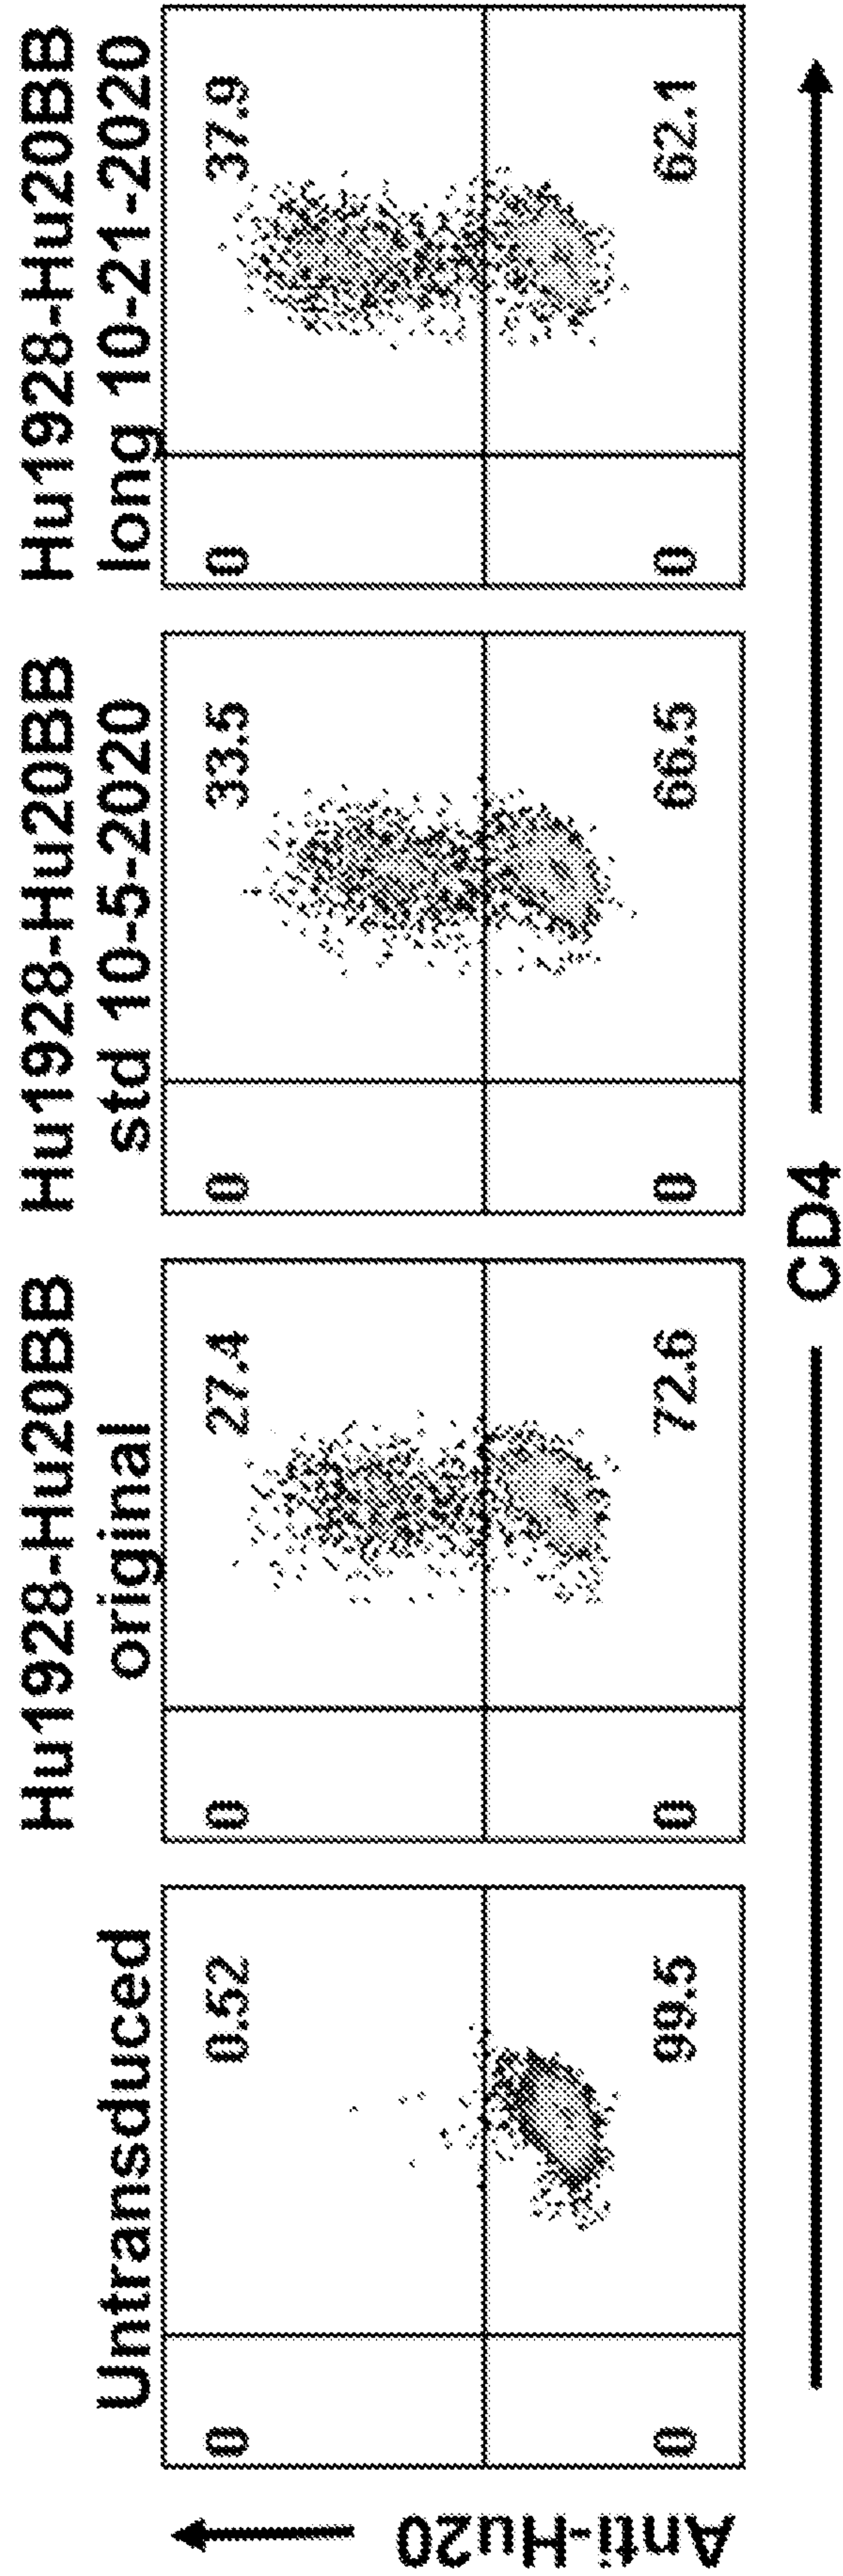 Untransduced
Hu1928-Hu20BB
original
Hu1928-Hu20BB
std 10-5-2020
Hu1928-Hu20BB
long 10-21-2020
0
0.52
0
27.4
0
33.5
0
37.9
0
99.5
0
72.6
0
66.5
0
62.1
Anti-Hu20
CD4